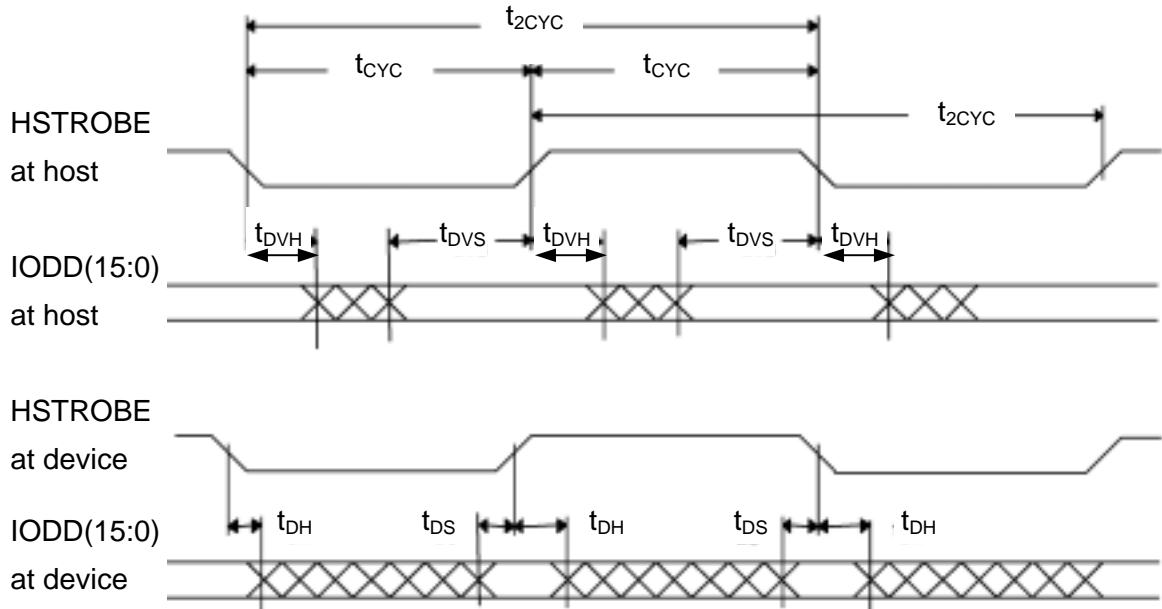 t2CYC
tCYC tCYC
HSTROBE
at host
t2CYC
tDVH tDVS tDVH tDVS tDVH
IODD(15:0)
at host
HSTROBE
at device
IODD(15:0)
at device
tDH tDS tDH tDS tDH